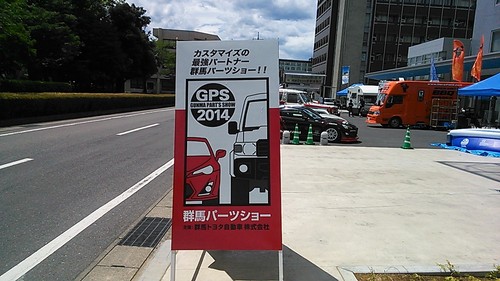 カスタマイズの
最強パートナー
群馬パーツショー!!
GPS
GUNMA PARTS SHOW
2014
群馬パーツショー
群馬トヨタ自動車 株式会社